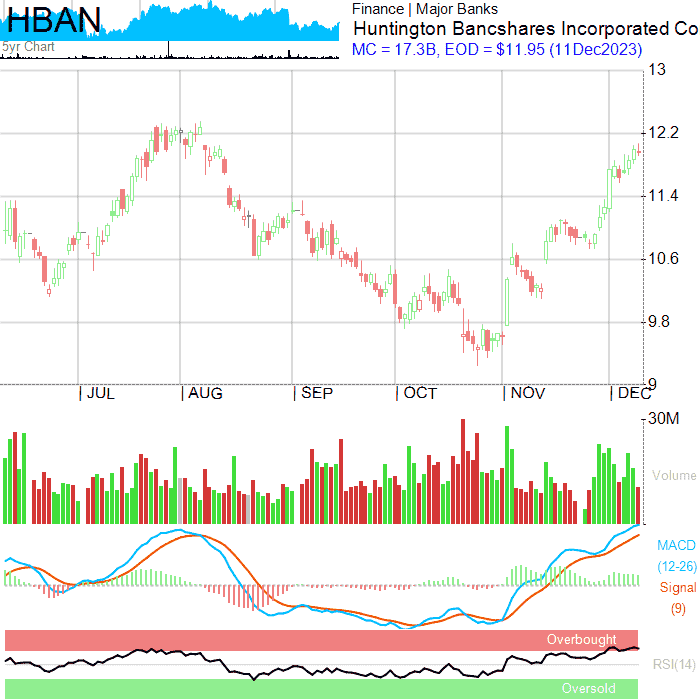 HBAN
5yr Chart
Finance | Major Banks
Huntington Bancshares Incorporated Co
MC = 17.3B, EOD = $11.95 (11Dec2023)
13
12.2
11.4
10.6
9.8
9
| JUL | AUG | SEP | OCT | NOV | DEC
30M
Volume
MACD
(12-26)
Signal
(9)
Overbought
RSI(14)
Oversold